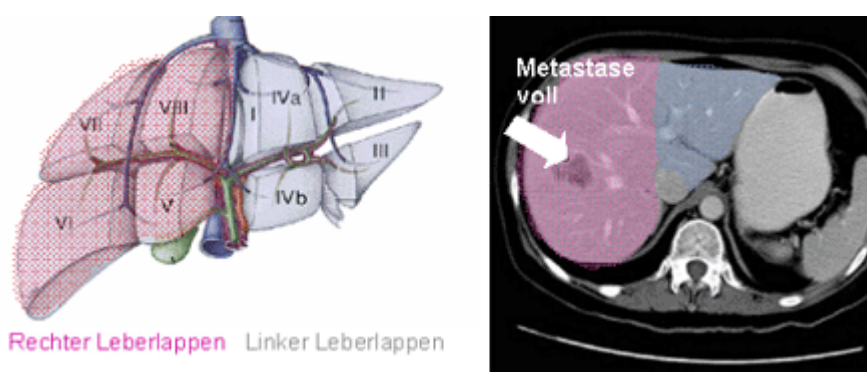 VII
VIII
I
IVa
II
III
VI
V
IVb
Rechter Leberlappen
Linker Leberlappen
Metastase
voll